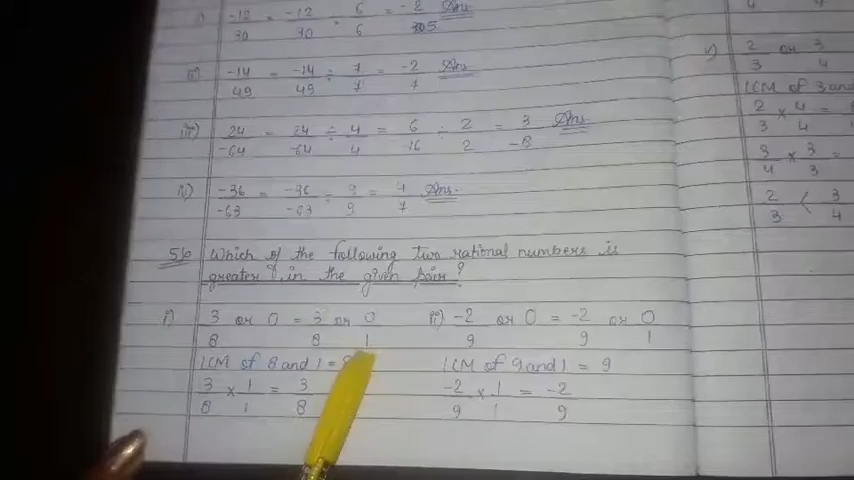 i) -12/30 = -12/30 ÷ 6/6 = -2/5 Ans
ii) -14/49 = -14/49 ÷ 7/7 = -2/7 Ans
iii) 24/-64 = 24/-64 ÷ 4/4 = 6/-16 ÷ 2/2 = 3/-8 Ans
iv) -36/-63 = -36/-63 ÷ 9/9 = 4/7 Ans.
5) Which of the following two rational numbers is
greater in the given pair?
i) 3/8 or 0 = 3/8 or 0/1
LCM of 8 and 1 =
3/8 × 1/1 = 3/8
ii) -2/9 or 0 = -2/9 or 0/1
LCM of 9 and 1 = 9
-2/9 × 1/1 = -2/9
v) 2/3 or 3/4
LCM of 3 and
2/3 × 4/4 =
3/4 × 3/3 =
2/3 < 3/4